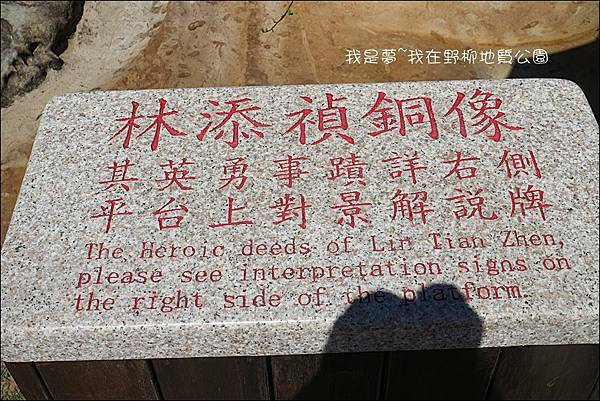 我是夢~我在野柳地質公園
林添禎銅像
其英勇事蹟詳右側
平台上對景解説牌
The Heroic deeds of Lin Tian Zhen,
please see interpretation signs on
the right side of the platform.